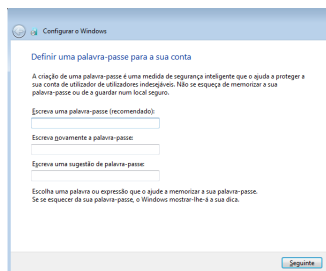 Configurar o Windows
Definir uma palavra-passe para a sua conta
A criação de uma palavra-passe é uma medida de segurança inteligente que o ajuda a proteger a
sua conta de utilizador de utilizadores indesejáveis. Não se esqueça de memorizar a sua
palavra-passe ou de a guardar num local seguro.
Escreva uma palavra-passe (recomendado):
Escreva novamente a palavra-passe:
Escreva uma sugestão de palavra-passe:
Escolha uma palavra ou expressão que o ajude a memorizar a sua palavra-passe.
Se se esquecer da sua palavra-passe, o Windows mostrar-lhe-á a sua dica.
Seguinte